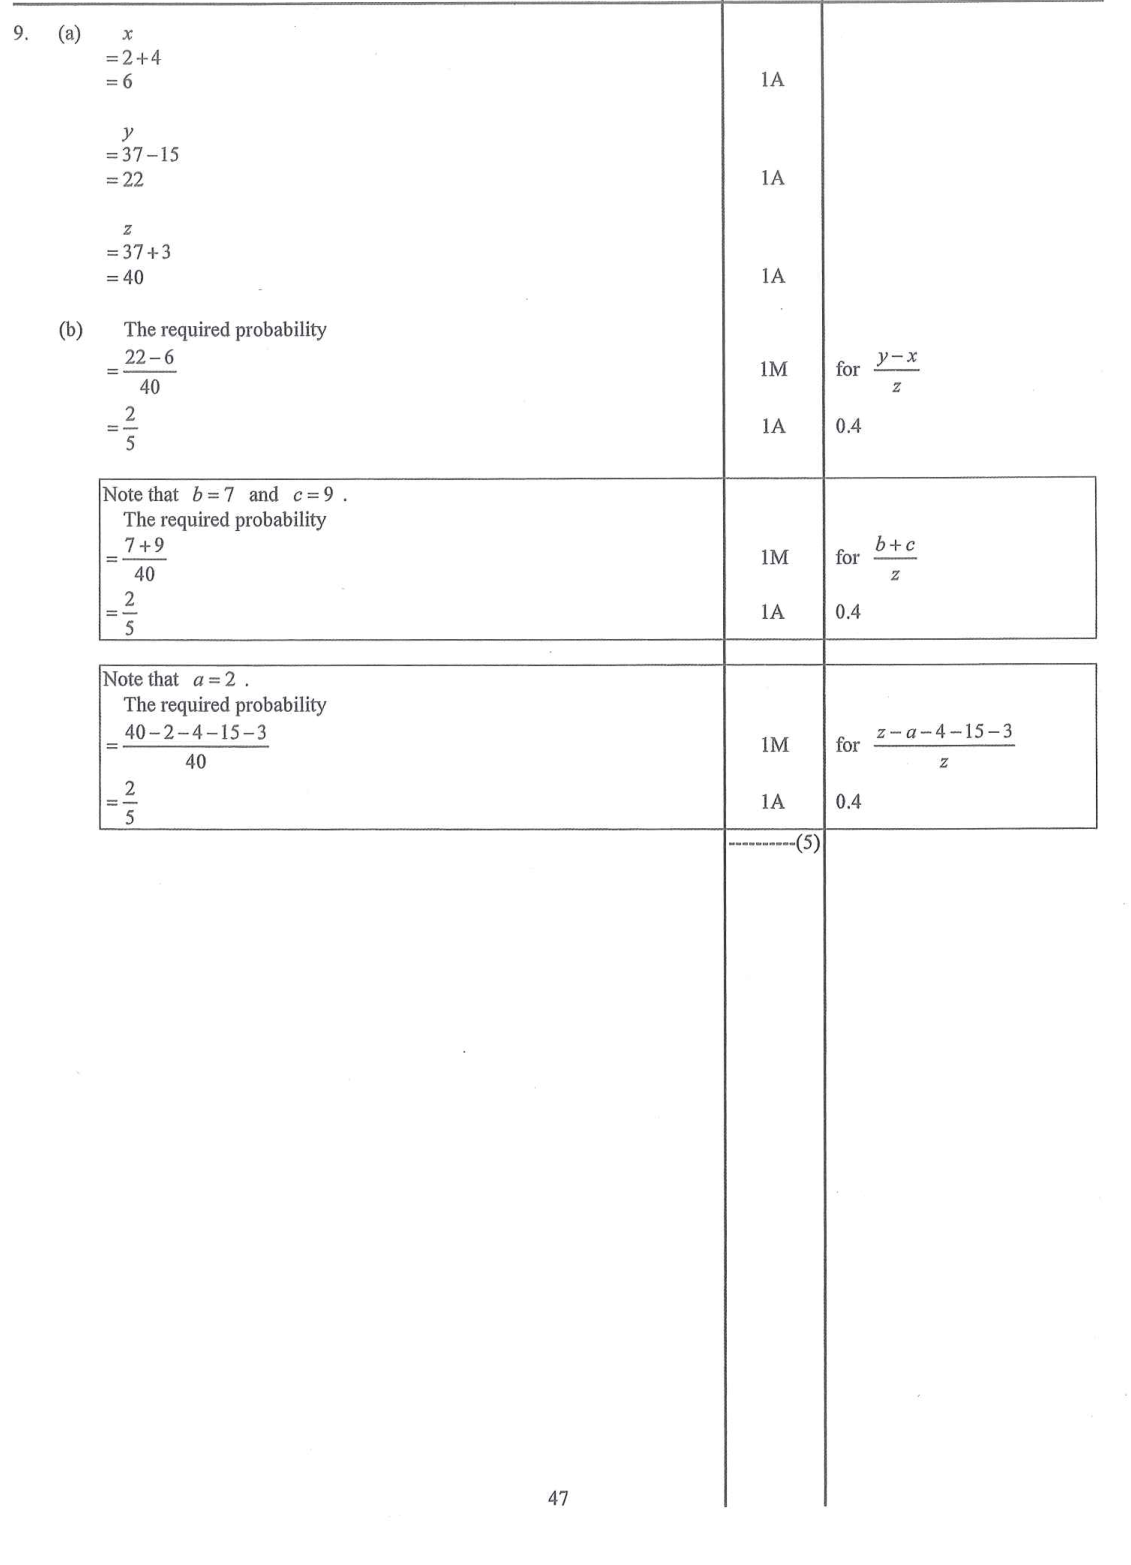 9. (a) x
= 2 + 4
= 6 1A
y
= 37 – 15
= 22 1A
z
= 37 + 3
= 40 1A
(b) The required probability
= (22 – 6)/40 1M for (y – x)/z
= 2/5 1A 0.4
Note that b = 7 and c = 9 .
The required probability
= (7 + 9)/40 1M for (b + c)/z
= 2/5 1A 0.4
Note that a = 2 .
The required probability
= (40 – 2 – 4 – 15 – 3)/40 1M for (z – a – 4 – 15 – 3)/z
= 2/5 1A 0.4
----------(5)
47